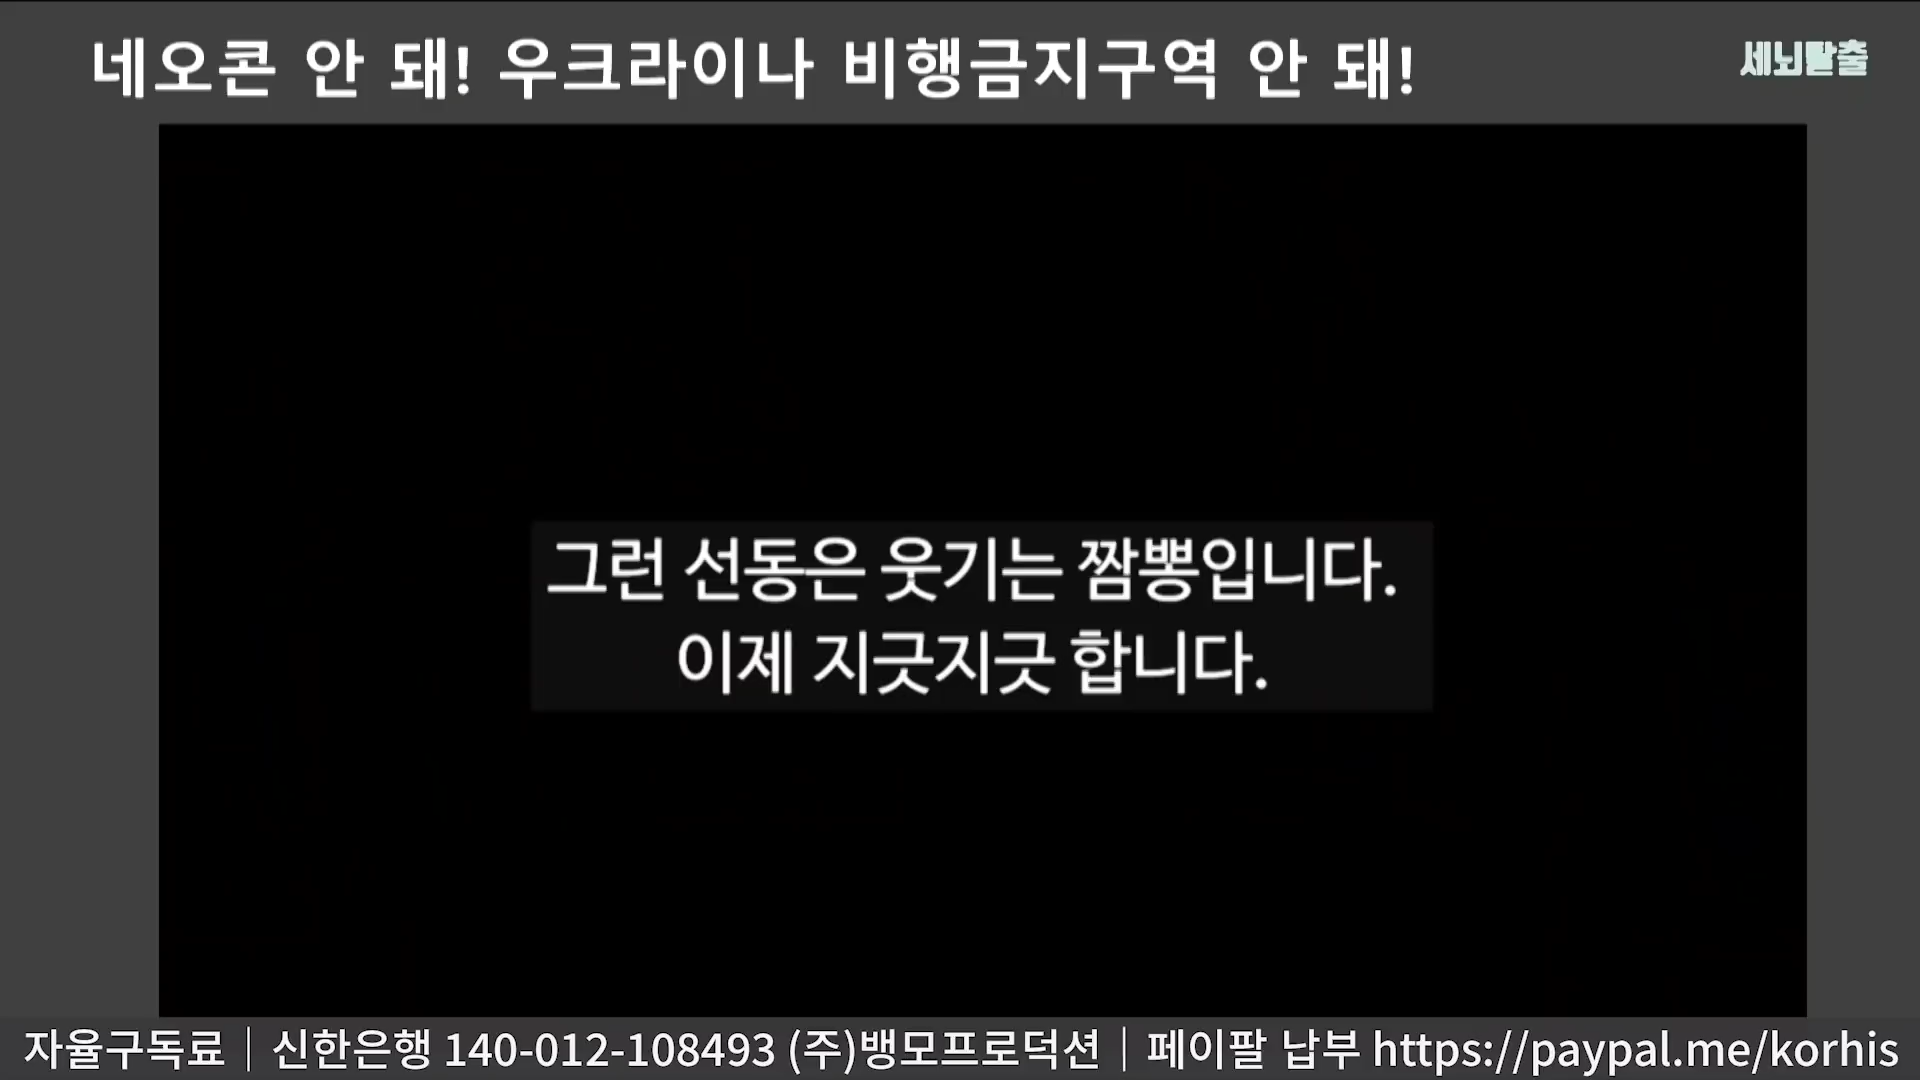 네오콘 안 돼! 우크라이나 비행금지구역 안 돼!
세뇌탈출
그런 선동은 웃기는 짬뽕입니다.
이제 지긋지긋 합니다.
자율구독료｜신한은행 140-012-108493 (주)뱅모프로덕션｜페이팔 납부 https://paypal.me/korhis